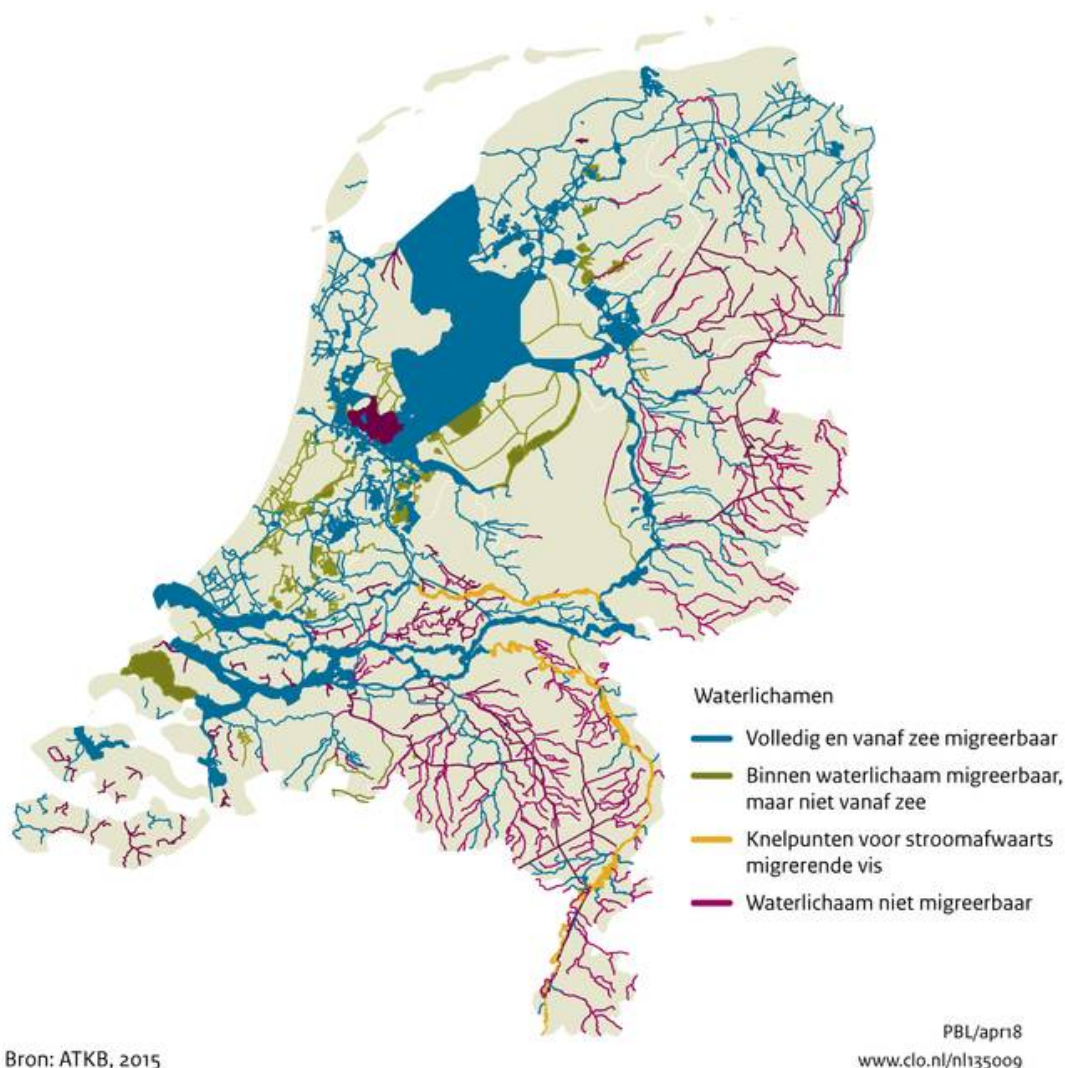 Waterlichamen
Volledig en vanaf zee migreerbaar
Binnen waterlichaam migreerbaar,
maar niet vanaf zee
Knelpunten voor stroomafwaarts
migrerende vis
Waterlichaam niet migreerbaar
PBL/apr18
Bron: ATKB, 2015
www.clo.nl/nl135009